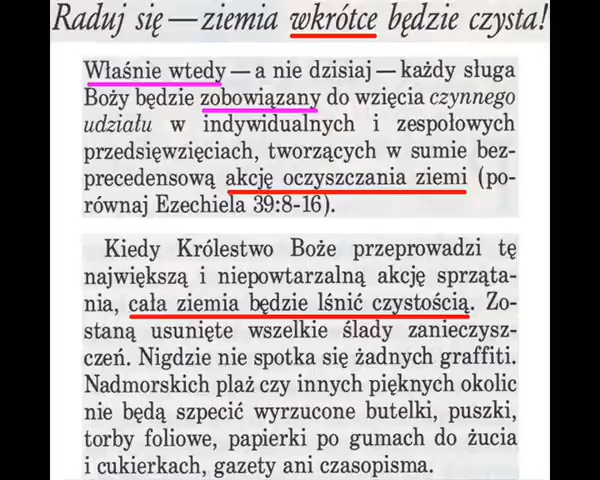 Raduj się — ziemia wkrótce będzie czysta!
Właśnie wtedy — a nie dzisiaj — każdy sługa
Boży będzie zobowiązany do wzięcia czynnego
udziału w indywidualnych i zespołowych
przedsięwzięciach, tworzących w sumie bez-
precedensową akcję oczyszczania ziemi (po-
równaj Ezechiela 39:8-16).
Kiedy Królestwo Boże przeprowadzi tę
największą i niepowtarzalną akcję sprząta-
nia, cała ziemia będzie lśnić czystością. Zo-
staną usunięte wszelkie ślady zanieczysz-
czeń. Nigdzie nie spotka się żadnych graffiti.
Nadmorskich plaż czy innych pięknych okolic
nie będą szpecić wyrzucone butelki, puszki,
torby foliowe, papierki po gumach do żucia
i cukierkach, gazety ani czasopisma.